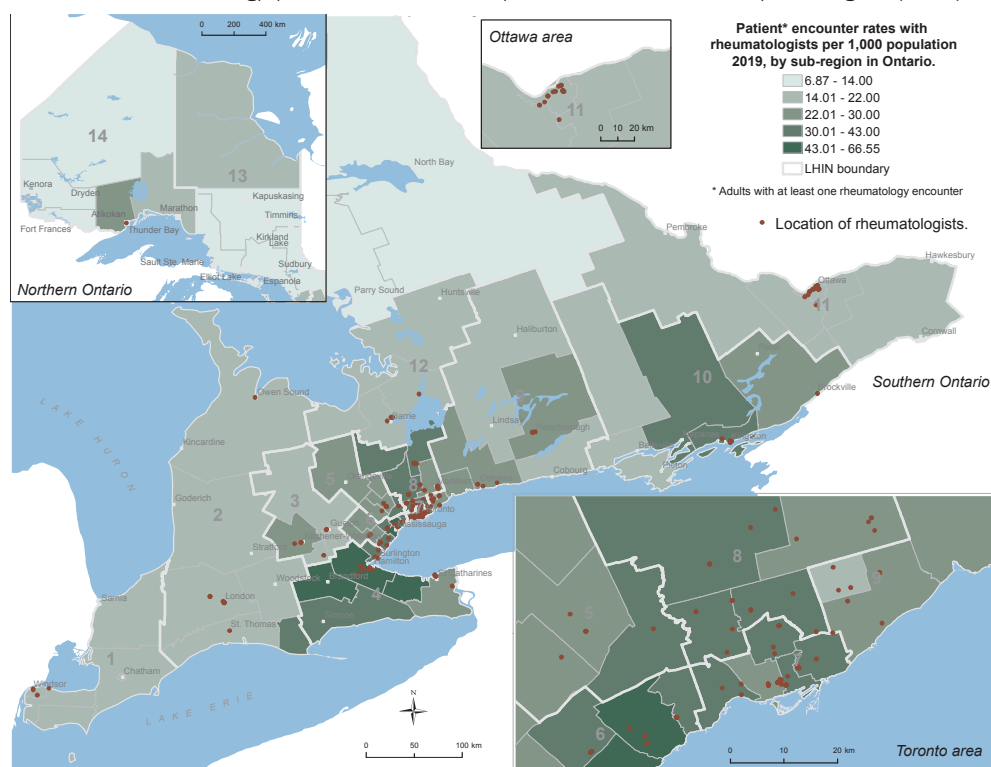 0 200 400 km
14
13
Kenora
Dryden
Atikokan
Fort Frances
Thunder Bay
Marathon
Kapuskasing
Timmins
Kirkland
Lake
Sudbury
Sault Ste. Marie
Elliot Lake
Espanola
Northern Ontario
Ottawa area
11
0 10 20 km
Patient* encounter rates with
rheumatologists per 1,000 population
2019, by sub-region in Ontario.
6.87 - 14.00
14.01 - 22.00
22.01 - 30.00
30.01 - 43.00
43.01 - 66.55
LHIN boundary
* Adults with at least one rheumatology encounter
Location of rheumatologists.
North Bay
Pembroke
Hawkesbury
Ottawa
11
Cornwall
Parry Sound
Huntsville
Haliburton
12
10
Brockville
Southern Ontario
Owen Sound
Barrie
Lindsay
Cobourg
Picton
LAKE HURON
Kincardine
Goderich
5
8
3
2
Mississauga
Stratford
Burlington
Hamilton
Woodstock
Brantford
4
St. Catharines
Sarnia
London
St. Thomas
1
Chatham
Windsor
LAKE ERIE
N
0 50 100 km
8
9
5
6
0 10 20 km
Toronto area